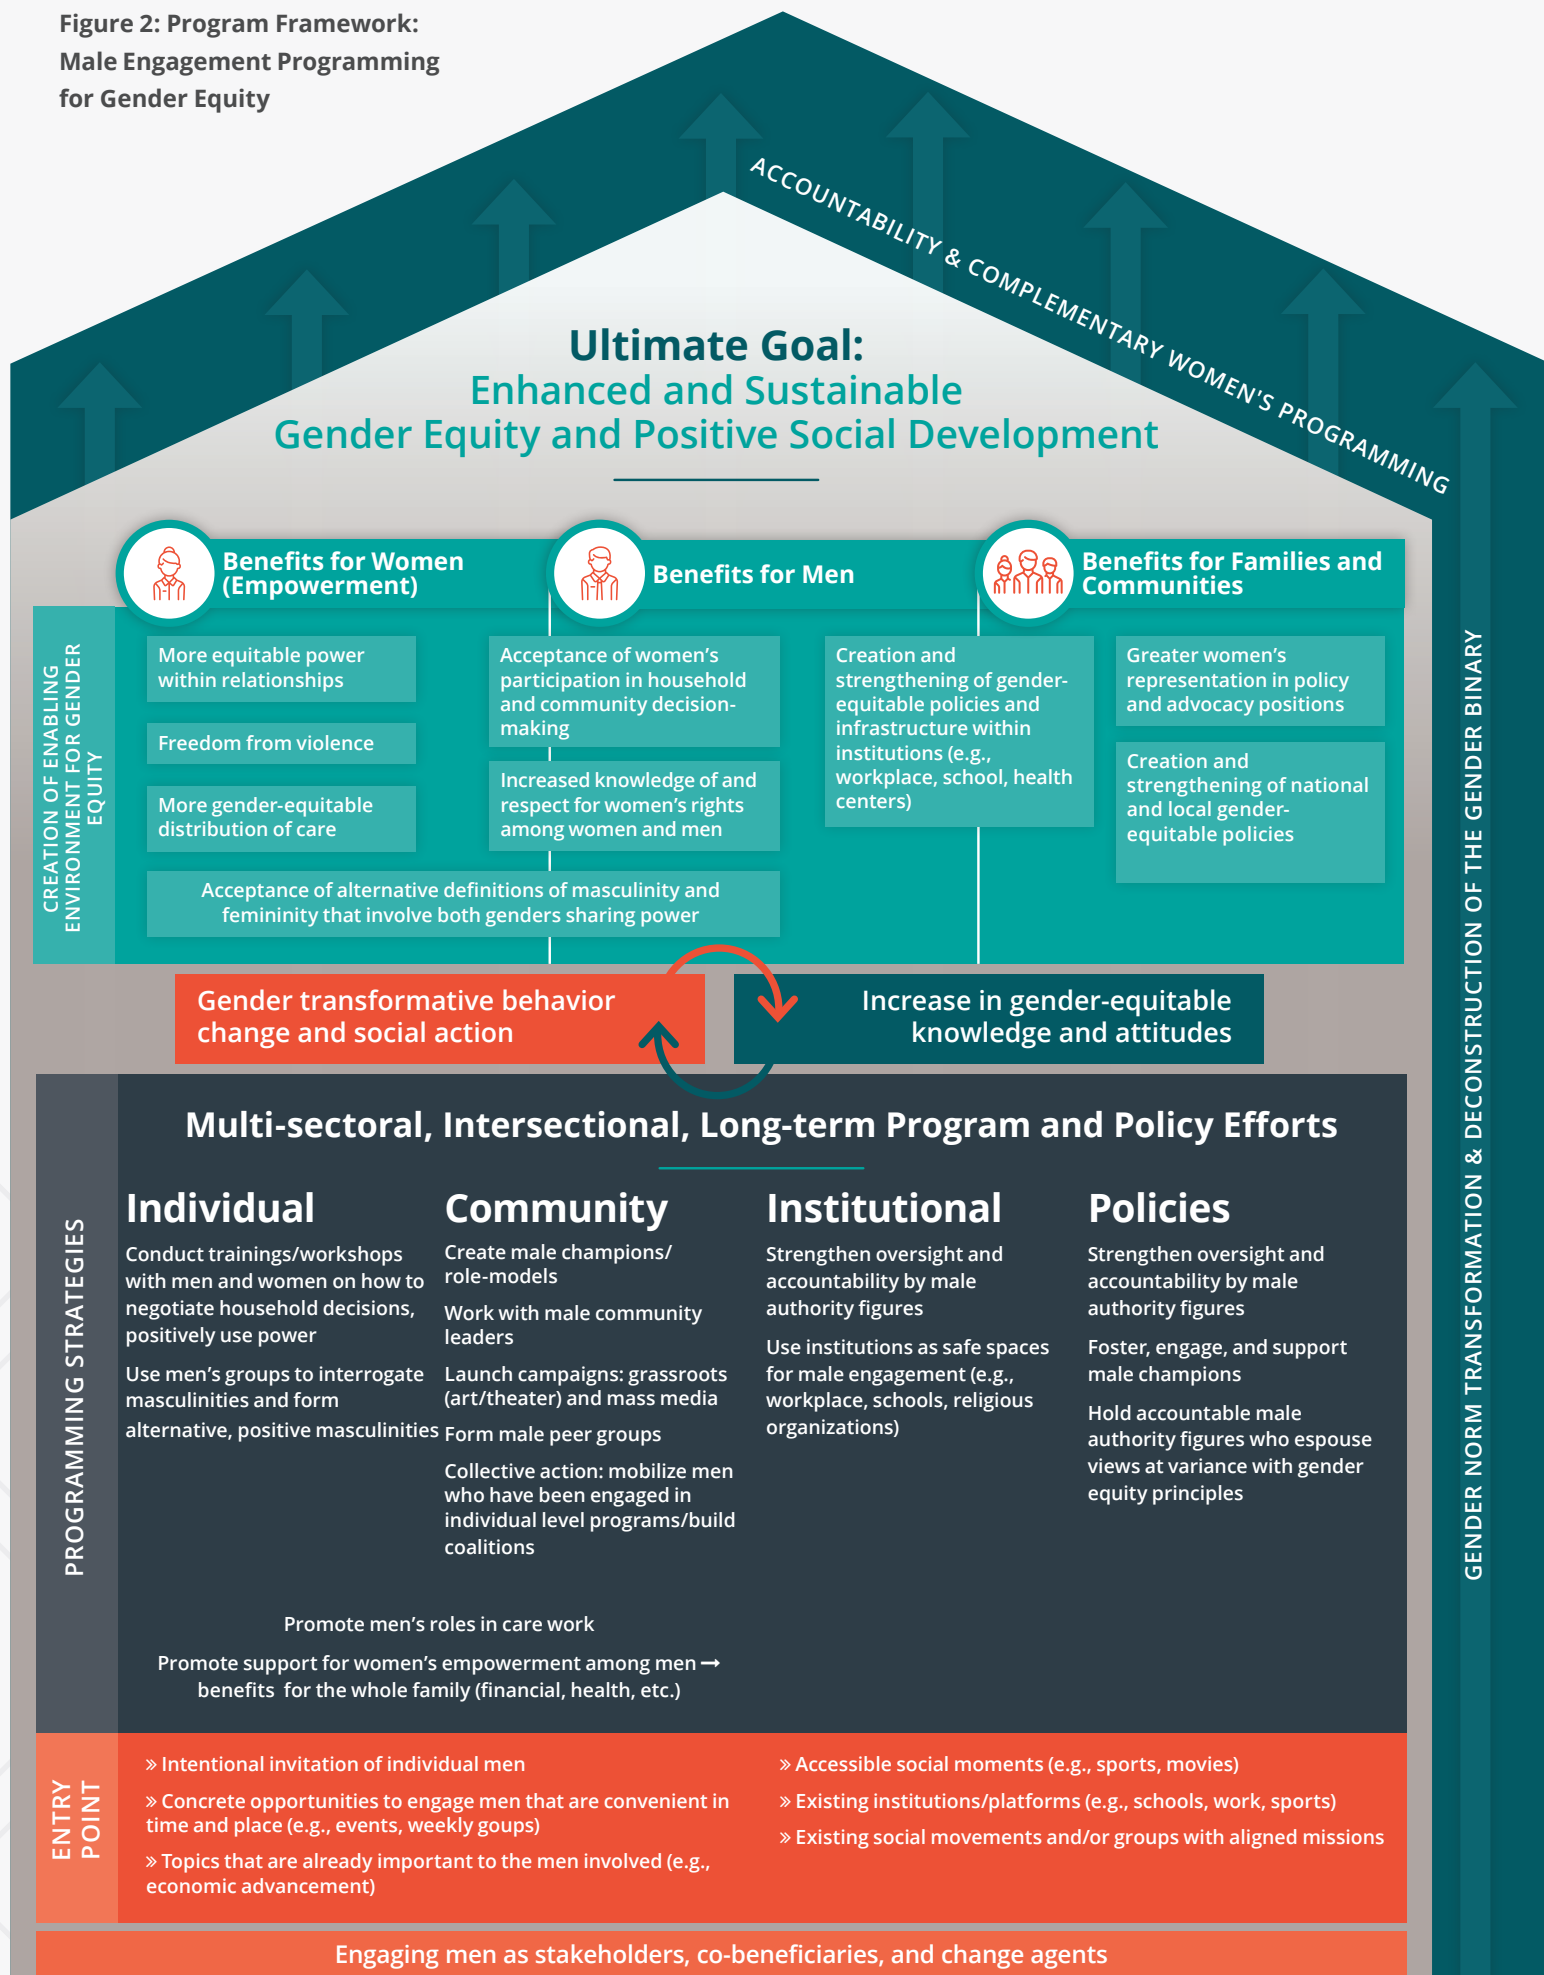 Figure 2: Program Framework:
Male Engagement Programming
for Gender Equity
ACCOUNTABILITY & COMPLEMENTARY WOMEN'S PROGRAMMING
Ultimate Goal:
Enhanced and Sustainable
Gender Equity and Positive Social Development
Benefits for Women
(Empowerment)
Benefits for Men
Benefits for Families and
Communities
CREATION OF ENABLING
ENVIRONMENT FOR GENDER
EQUITY
More equitable power
within relationships
Freedom from violence
More gender-equitable
distribution of care
Acceptance of women’s
participation in household
and community decision-
making
Increased knowledge of and
respect for women’s rights
among women and men
Acceptance of alternative definitions of masculinity and
femininity that involve both genders sharing power
Creation and
strengthening of gender-
equitable policies and
infrastructure within
institutions (e.g.,
workplace, school, health
centers)
Greater women’s
representation in policy
and advocacy positions
Creation and
strengthening of national
and local gender-
equitable policies
GENDER NORM TRANSFORMATION & DECONSTRUCTION OF THE GENDER BINARY
Gender transformative behavior
change and social action
Increase in gender-equitable
knowledge and attitudes
PROGRAMMING STRATEGIES
Multi-sectoral, Intersectional, Long-term Program and Policy Efforts
Individual
Conduct trainings/workshops
with men and women on how to
negotiate household decisions,
positively use power
Use men’s groups to interrogate
masculinities and form
alternative, positive masculinities
Community
Create male champions/
role-models
Work with male community
leaders
Launch campaigns: grassroots
(art/theater) and mass media
Form male peer groups
Collective action: mobilize men
who have been engaged in
individual level programs/build
coalitions
Institutional
Strengthen oversight and
accountability by male
authority figures
Use institutions as safe spaces
for male engagement (e.g.,
workplace, schools, religious
organizations)
Policies
Strengthen oversight and
accountability by male
authority figures
Foster, engage, and support
male champions
Hold accountable male
authority figures who espouse
views at variance with gender
equity principles
Promote men’s roles in care work
Promote support for women’s empowerment among men →
benefits for the whole family (financial, health, etc.)
ENTRY
POINT
» Intentional invitation of individual men
» Concrete opportunities to engage men that are convenient in
time and place (e.g., events, weekly goups)
» Topics that are already important to the men involved (e.g.,
economic advancement)
» Accessible social moments (e.g., sports, movies)
» Existing institutions/platforms (e.g., schools, work, sports)
» Existing social movements and/or groups with aligned missions
Engaging men as stakeholders, co-beneficiaries, and change agents